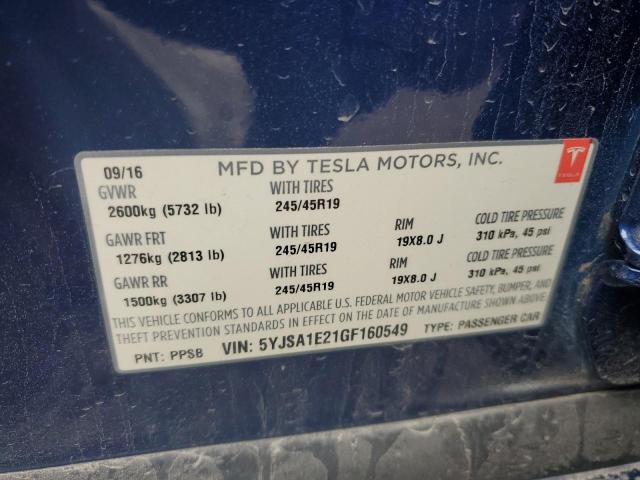 09/16 MFD BY TESLA MOTORS, INC. TESLA
GVWR WITH TIRES
2600kg (5732 lb) 245/45R19
GAWR FRT WITH TIRES RIM COLD TIRE PRESSURE
1276kg (2813 lb) 245/45R19 19X8.0 J 310 kPa, 45 psi
GAWR RR WITH TIRES RIM COLD TIRE PRESSURE
1500kg (3307 lb) 245/45R19 19X8.0 J 310 kPa, 45 psi
THIS VEHICLE CONFORMS TO ALL APPLICABLE U.S. FEDERAL MOTOR VEHICLE SAFETY, BUMPER, AND
THEFT PREVENTION STANDARDS IN EFFECT ON THE DATE OF MANUFACTURE SHOWN ABOVE.
PNT: PPSB VIN: 5YJSA1E21GF160549 TYPE: PASSENGER CAR